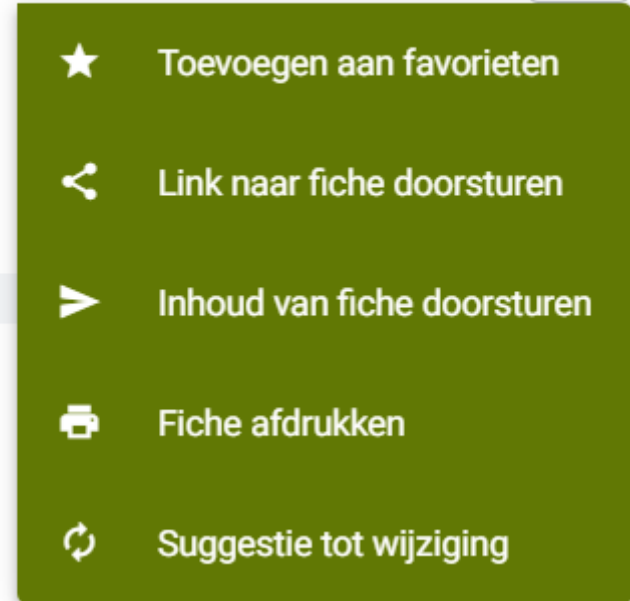 Toevoegen aan favorieten
Link naar fiche doorsturen
Inhoud van fiche doorsturen
Fiche afdrukken
Suggestie tot wijziging